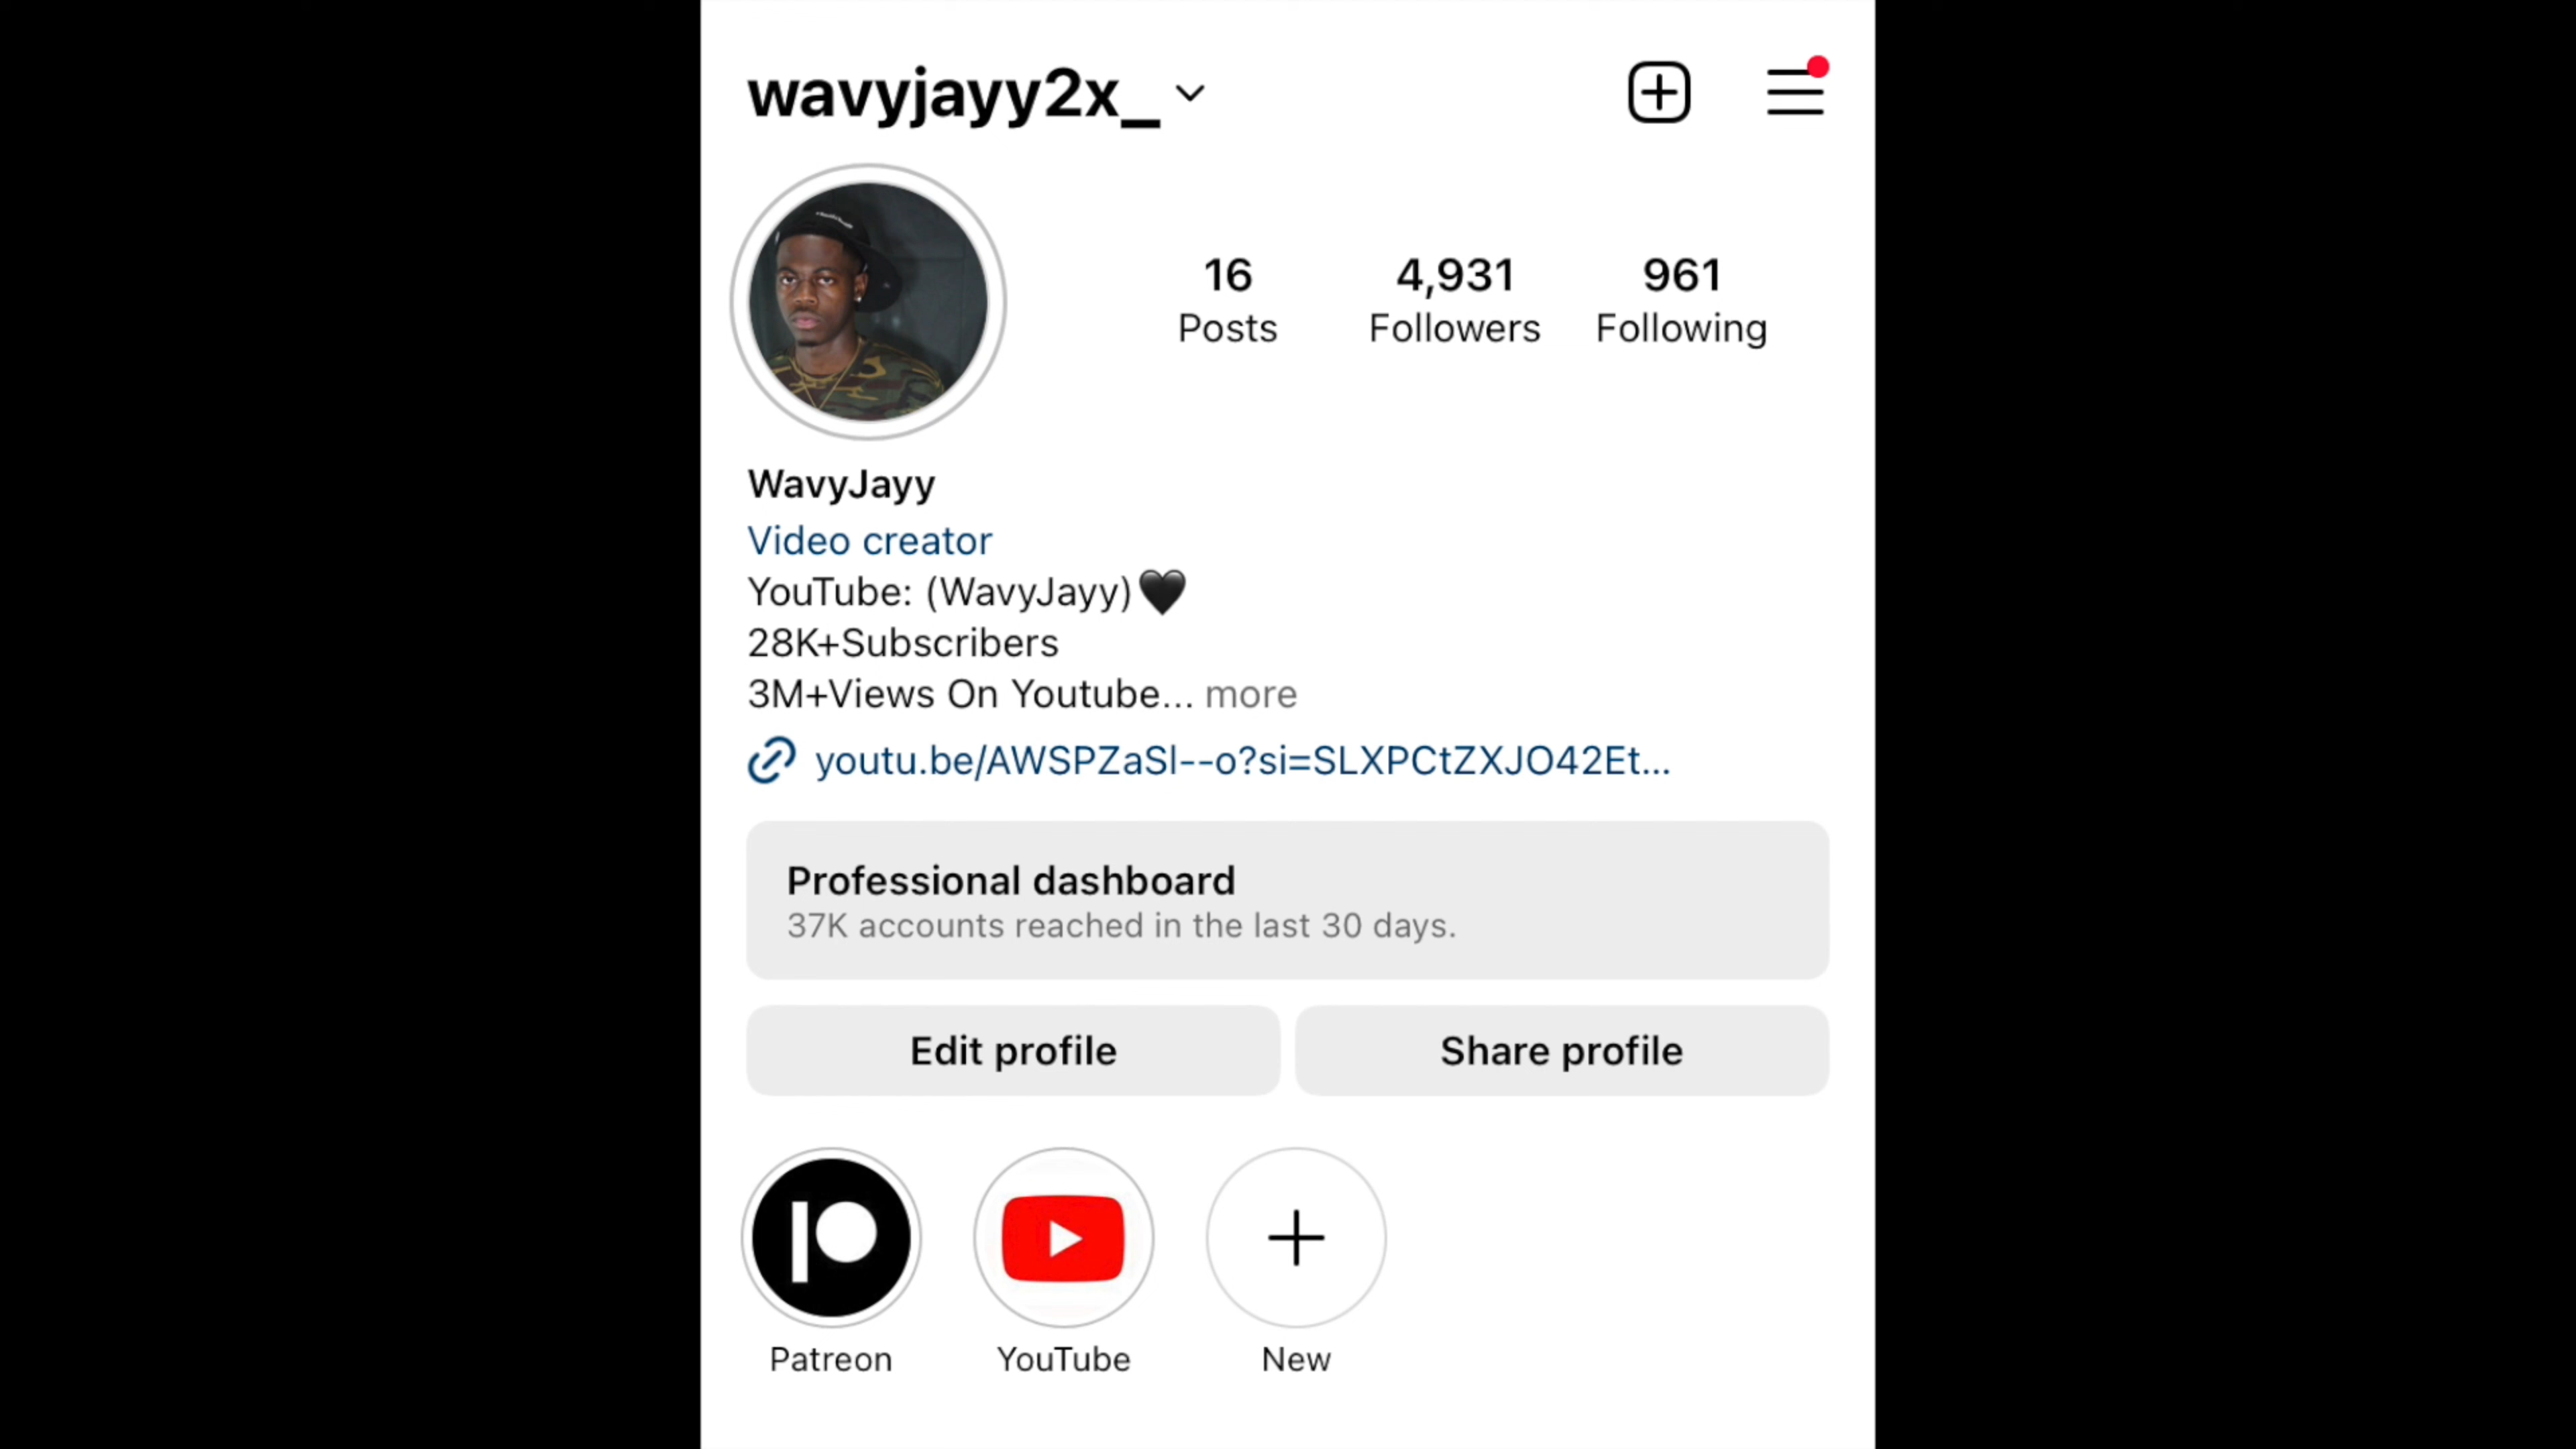 wavyjayy2x_
16 4,931 961
Posts Followers Following
WavyJayy
Video creator
YouTube: (WavyJayy)🖤
28K+Subscribers
3M+Views On Youtube... more
youtu.be/AWSPZaSl--o?si=SLXPCtZXJO42Et...
Professional dashboard
37K accounts reached in the last 30 days.
Edit profile Share profile
Patreon YouTube New